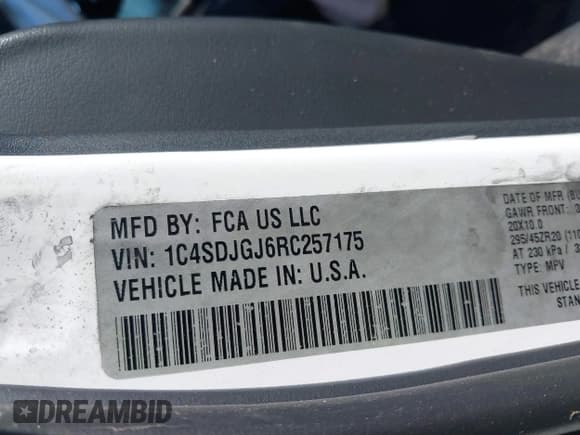 MFD BY: FCA US LLC
VIN: 1C4SDJGJ6RC257175
VEHICLE MADE IN: U.S.A.
DATE OF MFR
GAWR FRONT:
20X10.0
295/45ZR20 (110
AT 230 kPa /
TYPE: MPV
THIS VEHICLE
STAN
DREAMBID